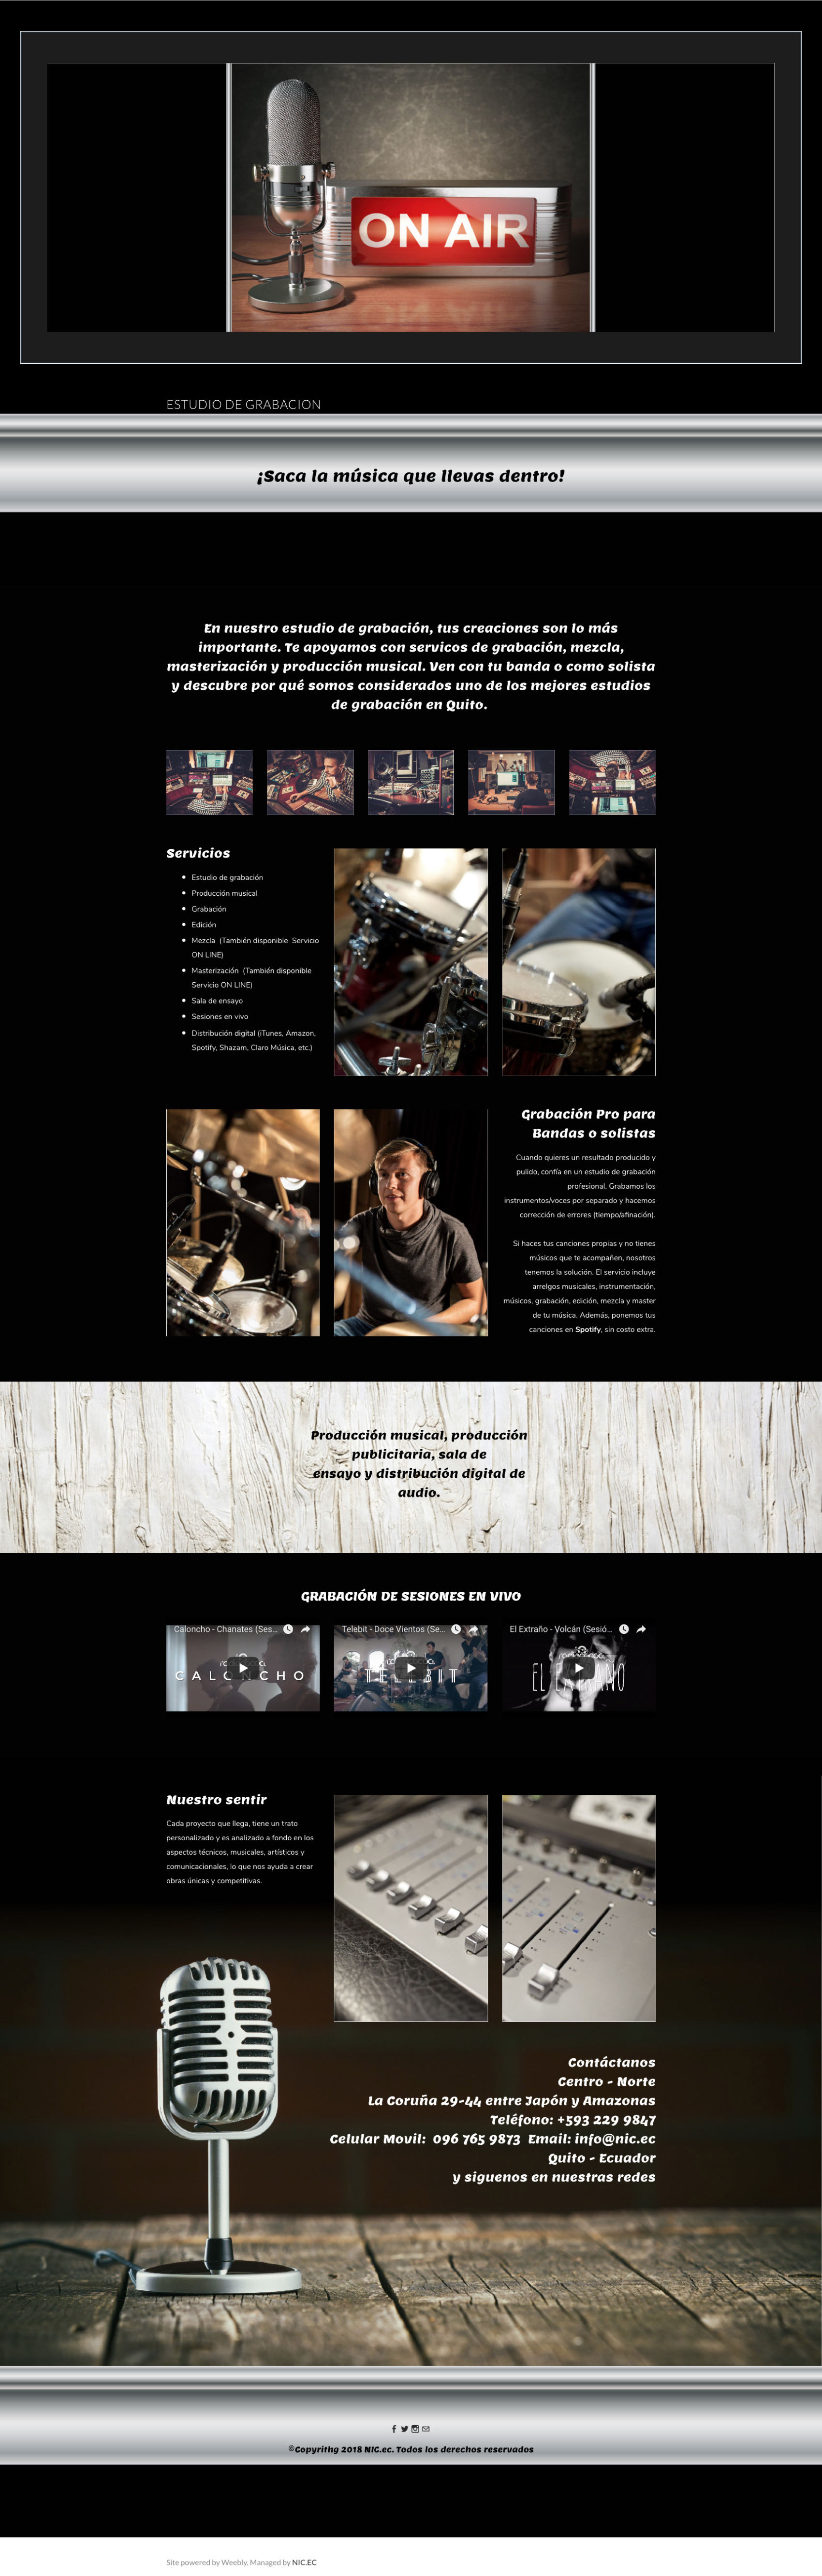 ON AIR
ESTUDIO DE GRABACION
¡Saca la música que llevas dentro!
En nuestro estudio de grabación, tus creaciones son lo más
importante. Te apoyamos con servicos de grabación, mezcla,
masterización y producción musical. Ven con tu banda o como solista
y descubre por qué somos considerados uno de los mejores estudios
de grabación en Quito.
Servicios
Estudio de grabación
Producción musical
Grabación
Edición
Mezcla (También disponible Servicio
ON LINE)
Masterización (También disponible
Servicio ON LINE)
Sala de ensayo
Sesiones en vivo
Distribución digital (iTunes, Amazon,
Spotify, Shazam, Claro Música, etc.)
Grabación Pro para
Bandas o solistas
Cuando quieres un resultado producido y
pulido, confía en un estudio de grabación
profesional. Grabamos los
instrumentos/voces por separado y hacemos
corrección de errores (tiempo/afinación).
Si haces tus canciones propias y no tienes
músicos que te acompañen, nosotros
tenemos la solución. El servicio incluye
arrelgos musicales, instrumentación,
músicos, grabación, edición, mezcla y master
de tu música. Además, ponemos tus
canciones en Spotify, sin costo extra.
Producción musical, producción
publicitaria, sala de
ensayo y distribución digital de
audio.
GRABACIÓN DE SESIONES EN VIVO
Caloncho - Chanates (Ses...
CALONCHO
Telebit - Doce Vientos (Se...
TELEBIT
El Extraño - Volcán (Sesió...
EL EXTRAÑO
Nuestro sentir
Cada proyecto que llega, tiene un trato
personalizado y es analizado a fondo en los
aspectos técnicos, musicales, artísticos y
comunicacionales, lo que nos ayuda a crear
obras únicas y competitivas.
Contáctanos
Centro - Norte
La Coruña 29-44 entre Japón y Amazonas
Teléfono: +593 229 9847
Celular Movil: 096 765 9873 Email: info@nic.ec
Quito - Ecuador
y siguenos en nuestras redes
©Copyrithg 2018 NIC.ec. Todos los derechos reservados
Site powered by Weebly. Managed by NIC.EC